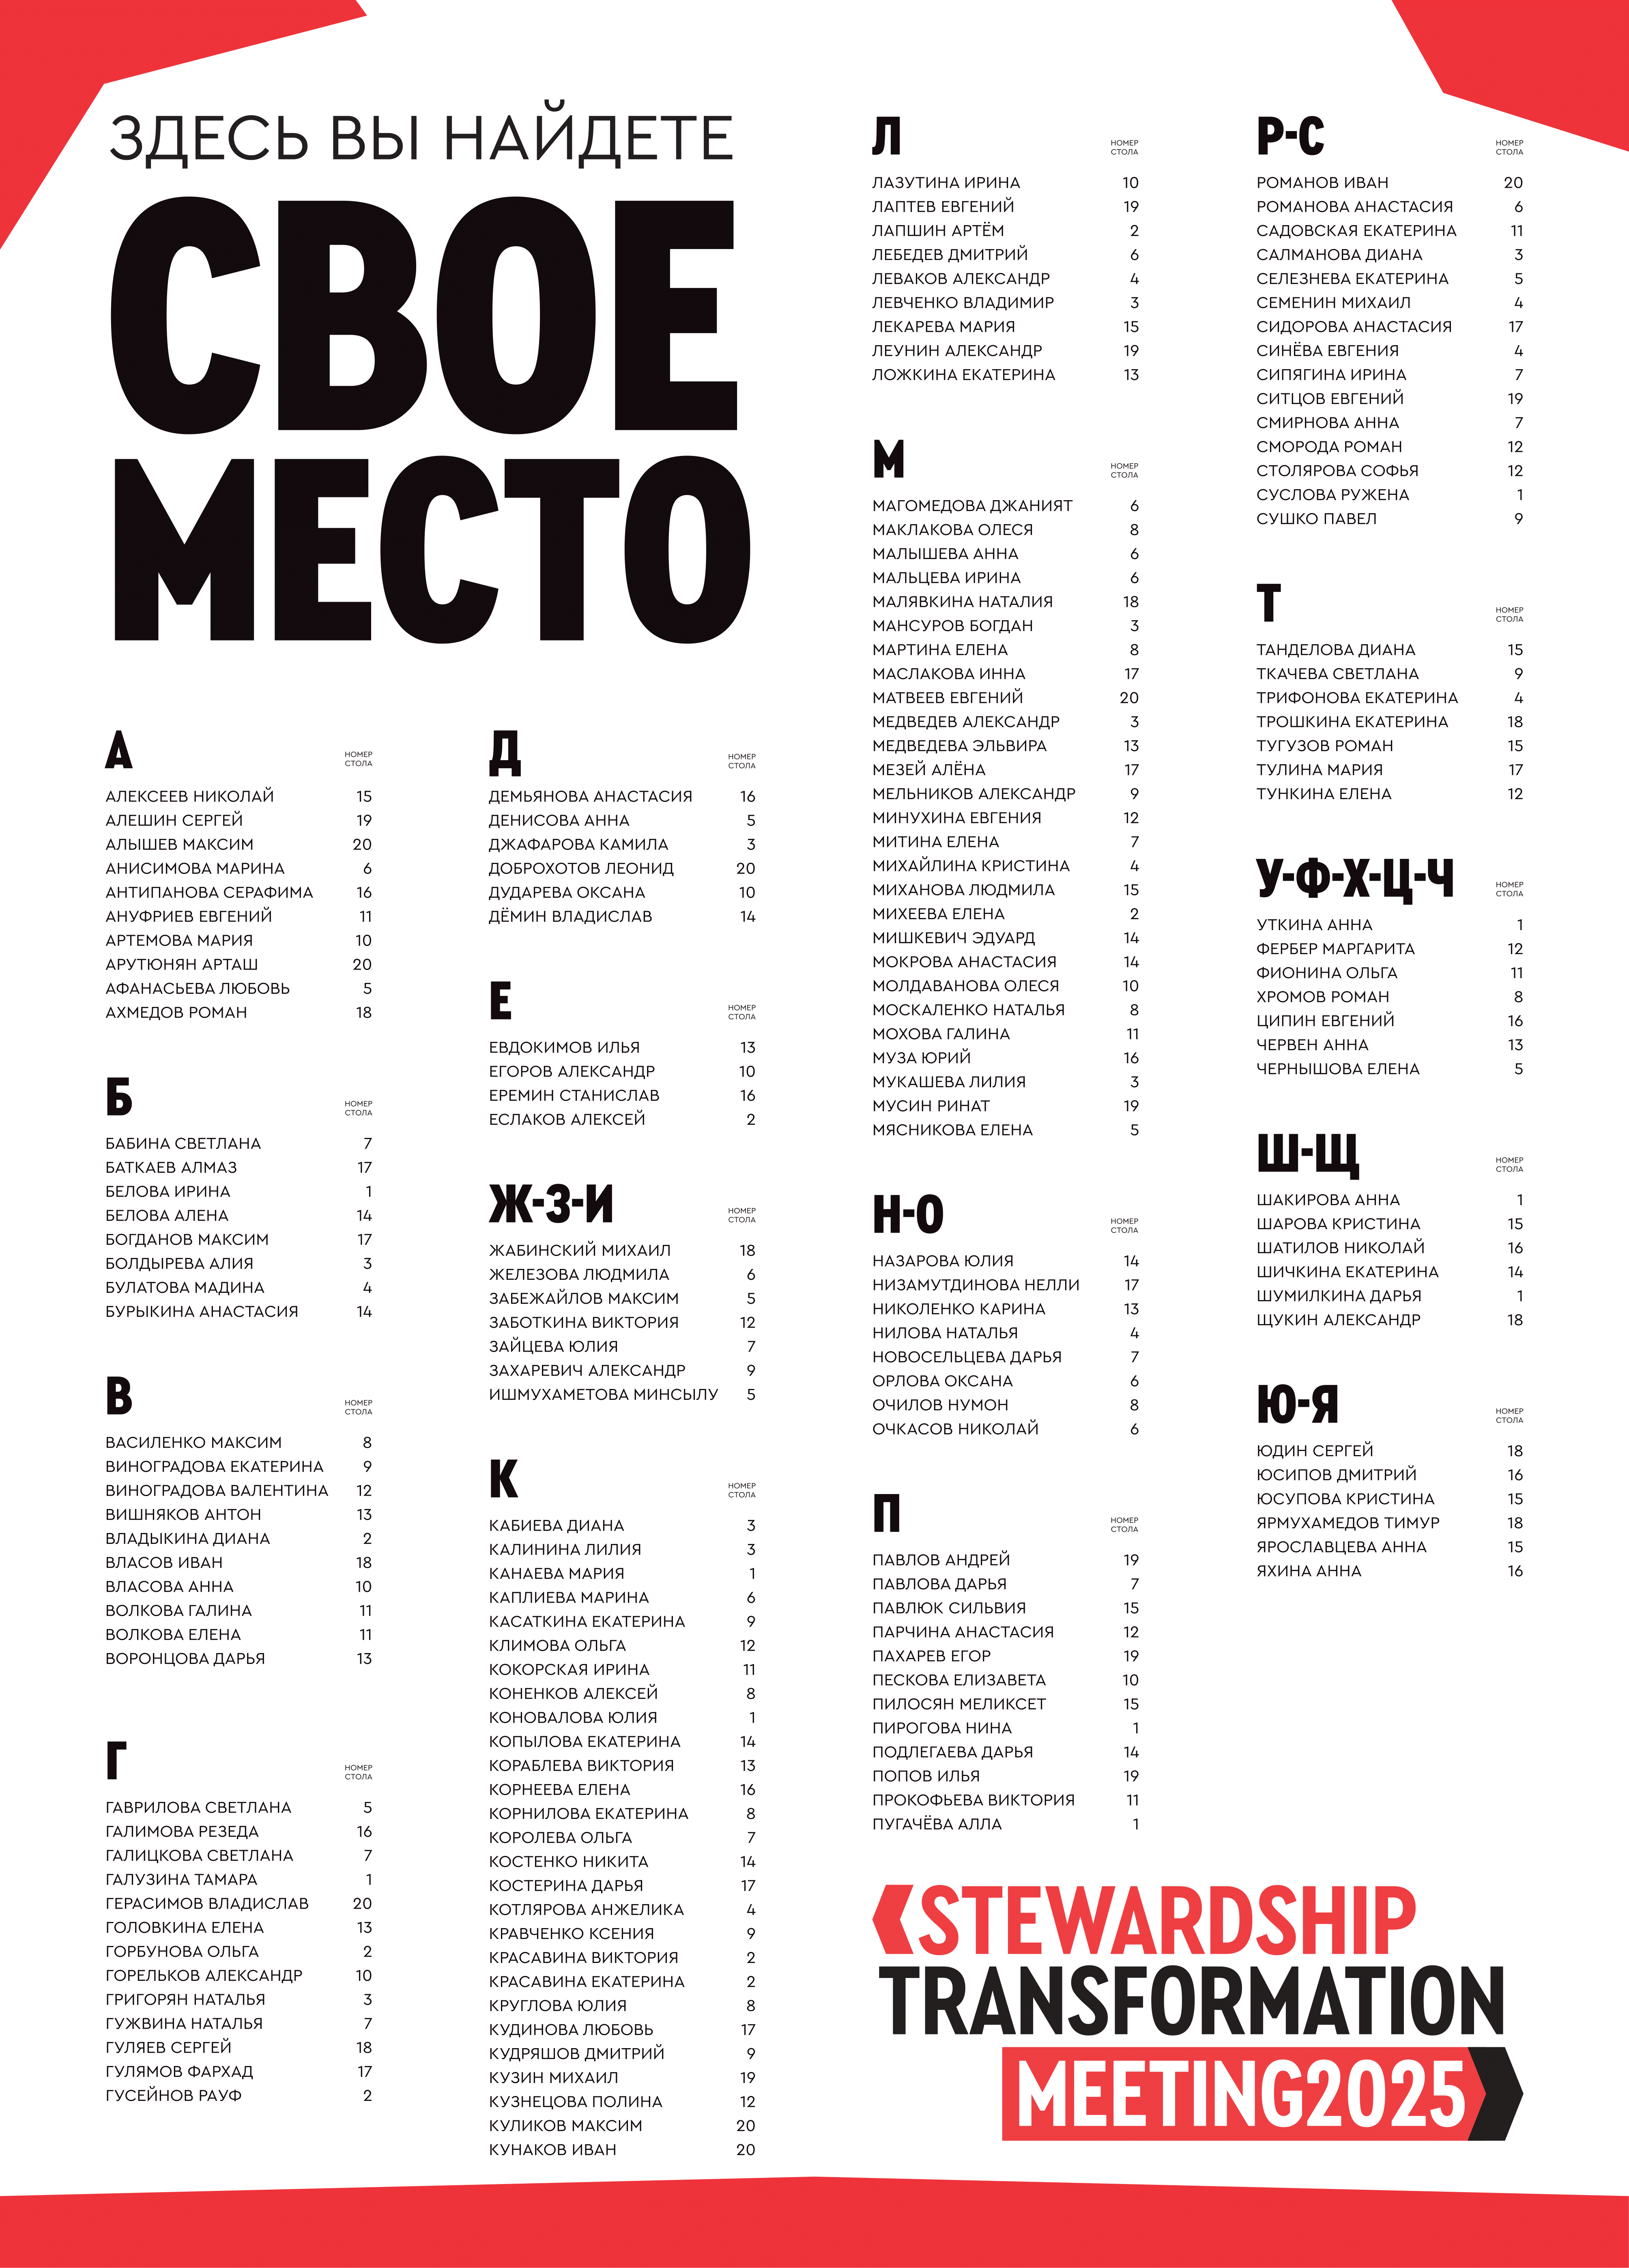 ЗДЕСЬ ВЫ НАЙДЕТЕ
СВОЕ
МЕСТО
А НОМЕР СТОЛА
АЛЕКСЕЕВ НИКОЛАЙ 15
АЛЕШИН СЕРГЕЙ 19
АЛЫШЕВ МАКСИМ 20
АНИСИМОВА МАРИНА 6
АНТИПАНОВА СЕРАФИМА 16
АНУФРИЕВ ЕВГЕНИЙ 11
АРТЕМОВА МАРИЯ 10
АРУТЮНЯН АРТАШ 20
АФАНАСЬЕВА ЛЮБОВЬ 5
АХМЕДОВ РОМАН 18
Б НОМЕР СТОЛА
БАБИНА СВЕТЛАНА 7
БАТКАЕВ АЛМАЗ 17
БЕЛОВА ИРИНА 1
БЕЛОВА АЛЕНА 14
БОГДАНОВ МАКСИМ 17
БОЛДЫРЕВА АЛИЯ 3
БУЛАТОВА МАДИНА 4
БУРЫКИНА АНАСТАСИЯ 14
В НОМЕР СТОЛА
ВАСИЛЕНКО МАКСИМ 8
ВИНОГРАДОВА ЕКАТЕРИНА 9
ВИНОГРАДОВА ВАЛЕНТИНА 12
ВИШНЯКОВ АНТОН 13
ВЛАДЫКИНА ДИАНА 2
ВЛАСОВ ИВАН 18
ВЛАСОВА АННА 10
ВОЛКОВА ГАЛИНА 11
ВОЛКОВА ЕЛЕНА 11
ВОРОНЦОВА ДАРЬЯ 13
Г НОМЕР СТОЛА
ГАВРИЛОВА СВЕТЛАНА 5
ГАЛИМОВА РЕЗЕДА 16
ГАЛИЦКОВА СВЕТЛАНА 7
ГАЛУЗИНА ТАМАРА 1
ГЕРАСИМОВ ВЛАДИСЛАВ 20
ГОЛОВКИНА ЕЛЕНА 13
ГОРБУНОВА ОЛЬГА 2
ГОРЕЛЬКОВ АЛЕКСАНДР 10
ГРИГОРЯН НАТАЛЬЯ 3
ГУЖВИНА НАТАЛЬЯ 7
ГУЛЯЕВ СЕРГЕЙ 18
ГУЛЯМОВ ФАРХАД 17
ГУСЕЙНОВ РАУФ 2
Д НОМЕР СТОЛА
ДЕМЬЯНОВА АНАСТАСИЯ 16
ДЕНИСОВА АННА 5
ДЖАФАРОВА КАМИЛА 3
ДОБРОХОТОВ ЛЕОНИД 20
ДУДАРЕВА ОКСАНА 10
ДЁМИН ВЛАДИСЛАВ 14
Е НОМЕР СТОЛА
ЕВДОКИМОВ ИЛЬЯ 13
ЕГОРОВ АЛЕКСАНДР 10
ЕРЕМИН СТАНИСЛАВ 16
ЕСЛАКОВ АЛЕКСЕЙ 2
Ж-З-И НОМЕР СТОЛА
ЖАБИНСКИЙ МИХАИЛ 18
ЖЕЛЕЗОВА ЛЮДМИЛА 6
ЗАБЕЖАЙЛОВ МАКСИМ 5
ЗАБОТКИНА ВИКТОРИЯ 12
ЗАЙЦЕВА ЮЛИЯ 7
ЗАХАРЕВИЧ АЛЕКСАНДР 9
ИШМУХАМЕТОВА МИНСЫЛУ 5
К НОМЕР СТОЛА
КАБИЕВА ДИАНА 3
КАЛИНИНА ЛИЛИЯ 3
КАНАЕВА МАРИЯ 1
КАПЛИЕВА МАРИНА 6
КАСАТКИНА ЕКАТЕРИНА 9
КЛИМОВА ОЛЬГА 12
КОКОРСКАЯ ИРИНА 11
КОНЕНКОВ АЛЕКСЕЙ 8
КОНОВАЛОВА ЮЛИЯ 1
КОПЫЛОВА ЕКАТЕРИНА 14
КОРАБЛЕВА ВИКТОРИЯ 13
КОРНЕЕВА ЕЛЕНА 16
КОРНИЛОВА ЕКАТЕРИНА 8
КОРОЛЕВА ОЛЬГА 7
КОСТЕНКО НИКИТА 14
КОСТЕРИНА ДАРЬЯ 17
КОТЛЯРОВА АНЖЕЛИКА 4
КРАВЧЕНКО КСЕНИЯ 9
КРАСАВИНА ВИКТОРИЯ 2
КРАСАВИНА ЕКАТЕРИНА 2
КРУГЛОВА ЮЛИЯ 8
КУДИНОВА ЛЮБОВЬ 17
КУДРЯШОВ ДМИТРИЙ 9
КУЗИН МИХАИЛ 19
КУЗНЕЦОВА ПОЛИНА 12
КУЛИКОВ МАКСИМ 20
КУНАКОВ ИВАН 20
Л НОМЕР СТОЛА
ЛАЗУТИНА ИРИНА 10
ЛАПТЕВ ЕВГЕНИЙ 19
ЛАПШИН АРТЁМ 2
ЛЕБЕДЕВ ДМИТРИЙ 6
ЛЕВАКОВ АЛЕКСАНДР 4
ЛЕВЧЕНКО ВЛАДИМИР 3
ЛЕКАРЕВА МАРИЯ 15
ЛЕУНИН АЛЕКСАНДР 19
ЛОЖКИНА ЕКАТЕРИНА 13
М НОМЕР СТОЛА
МАГОМЕДОВА ДЖАНИЯТ 6
МАКЛАКОВА ОЛЕСЯ 8
МАЛЫШЕВА АННА 6
МАЛЬЦЕВА ИРИНА 6
МАЛЯВКИНА НАТАЛИЯ 18
МАНСУРОВ БОГДАН 3
МАРТИНА ЕЛЕНА 8
МАСЛАКОВА ИННА 17
МАТВЕЕВ ЕВГЕНИЙ 20
МЕДВЕДЕВ АЛЕКСАНДР 3
МЕДВЕДЕВА ЭЛЬВИРА 13
МЕЗЕЙ АЛЁНА 17
МЕЛЬНИКОВ АЛЕКСАНДР 9
МИНУХИНА ЕВГЕНИЯ 12
МИТИНА ЕЛЕНА 7
МИХАЙЛИНА КРИСТИНА 4
МИХАНОВА ЛЮДМИЛА 15
МИХЕЕВА ЕЛЕНА 2
МИШКЕВИЧ ЭДУАРД 14
МОКРОВА АНАСТАСИЯ 14
МОЛДАВАНОВА ОЛЕСЯ 10
МОСКАЛЕНКО НАТАЛЬЯ 8
МОХОВА ГАЛИНА 11
МУЗА ЮРИЙ 16
МУКАШЕВА ЛИЛИЯ 3
МУСИН РИНАТ 19
МЯСНИКОВА ЕЛЕНА 5
Н-О НОМЕР СТОЛА
НАЗАРОВА ЮЛИЯ 14
НИЗАМУТДИНОВА НЕЛЛИ 17
НИКОЛЕНКО КАРИНА 13
НИЛОВА НАТАЛЬЯ 4
НОВОСЕЛЬЦЕВА ДАРЬЯ 7
ОРЛОВА ОКСАНА 6
ОЧИЛОВ НУМОН 8
ОЧКАСОВ НИКОЛАЙ 6
П НОМЕР СТОЛА
ПАВЛОВ АНДРЕЙ 19
ПАВЛОВА ДАРЬЯ 7
ПАВЛЮК СИЛЬВИЯ 15
ПАРЧИНА АНАСТАСИЯ 12
ПАХАРЕВ ЕГОР 19
ПЕСКОВА ЕЛИЗАВЕТА 10
ПИЛОСЯН МЕЛИКСЕТ 15
ПИРОГОВА НИНА 1
ПОДЛЕГАЕВА ДАРЬЯ 14
ПОПОВ ИЛЬЯ 19
ПРОКОФЬЕВА ВИКТОРИЯ 11
ПУГАЧЁВА АЛЛА 1
Р-С НОМЕР СТОЛА
РОМАНОВ ИВАН 20
РОМАНОВА АНАСТАСИЯ 6
САДОВСКАЯ ЕКАТЕРИНА 11
САЛМАНОВА ДИАНА 3
СЕЛЕЗНЕВА ЕКАТЕРИНА 5
СЕМЕНИН МИХАИЛ 4
СИДОРОВА АНАСТАСИЯ 17
СИНЁВА ЕВГЕНИЯ 4
СИПЯГИНА ИРИНА 7
СИТЦОВ ЕВГЕНИЙ 19
СМИРНОВА АННА 7
СМОРОДА РОМАН 12
СТОЛЯРОВА СОФЬЯ 12
СУСЛОВА РУЖЕНА 1
СУШКО ПАВЕЛ 9
Т НОМЕР СТОЛА
ТАНДЕЛОВА ДИАНА 15
ТКАЧЕВА СВЕТЛАНА 9
ТРИФОНОВА ЕКАТЕРИНА 4
ТРОШКИНА ЕКАТЕРИНА 18
ТУГУЗОВ РОМАН 15
ТУЛИНА МАРИЯ 17
ТУНКИНА ЕЛЕНА 12
У-Ф-Х-Ц-Ч НОМЕР СТОЛА
УТКИНА АННА 1
ФЕРБЕР МАРГАРИТА 12
ФИОНИНА ОЛЬГА 11
ХРОМОВ РОМАН 8
ЦИПИН ЕВГЕНИЙ 16
ЧЕРВЕН АННА 13
ЧЕРНЫШОВА ЕЛЕНА 5
Ш-Щ НОМЕР СТОЛА
ШАКИРОВА АННА 1
ШАРОВА КРИСТИНА 15
ШАТИЛОВ НИКОЛАЙ 16
ШИЧКИНА ЕКАТЕРИНА 14
ШУМИЛКИНА ДАРЬЯ 1
ЩУКИН АЛЕКСАНДР 18
Ю-Я НОМЕР СТОЛА
ЮДИН СЕРГЕЙ 18
ЮСИПОВ ДМИТРИЙ 16
ЮСУПОВА КРИСТИНА 15
ЯРМУХАМЕДОВ ТИМУР 18
ЯРОСЛАВЦЕВА АННА 15
ЯХИНА АННА 16
STEWARDSHIP
TRANSFORMATION
MEETING2025